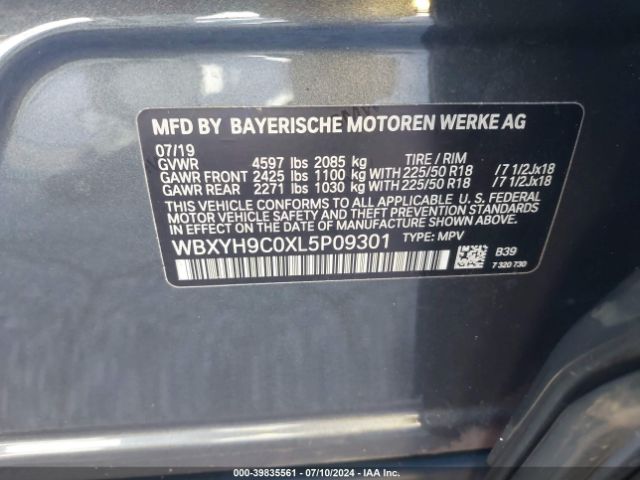 MFD BY BAYERISCHE MOTOREN WERKE AG
07/19
GVWR 4597 lbs 2085 kg TIRE / RIM
GAWR FRONT 2425 lbs 1100 kg WITH 225/50 R18 /7 1/2Jx18
GAWR REAR 2271 lbs 1030 kg WITH 225/50 R18 /7 1/2Jx18
THIS VEHICLE CONFORMS TO ALL APPLICABLE U. S. FEDERAL
MOTOR VEHICLE SAFETY, BUMPER, AND THEFT PREVENTION STANDARDS
IN EFFECT ON THE DATE OF MANUFACTURE SHOWN ABOVE.
WBXYH9C0XL5P09301 TYPE: MPV
B39
7 320 730
000-39835561 - 07/10/2024 - IAA Inc.